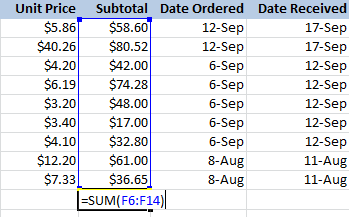 Unit Price Subtotal Date Ordered Date Received
$5.86 $58.60 12-Sep 17-Sep
$40.26 $80.52 12-Sep 17-Sep
$4.20 $42.00 6-Sep 12-Sep
$6.19 $74.28 6-Sep 12-Sep
$3.20 $48.00 6-Sep 12-Sep
$3.40 $17.00 6-Sep 12-Sep
$4.10 $32.80 6-Sep 12-Sep
$12.20 $61.00 8-Aug 11-Aug
$7.33 $36.65 8-Aug 11-Aug
=SUM(F6:F14)